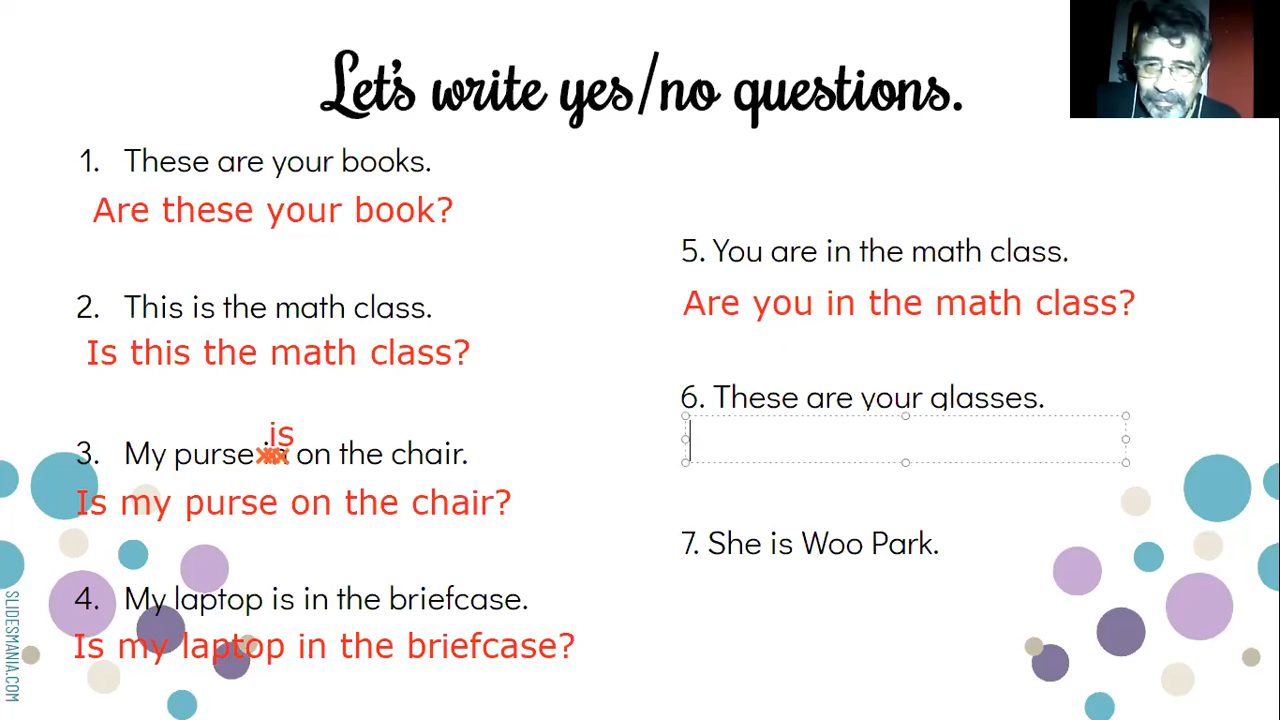 Let's write yes/no questions.
1. These are your books.
Are these your book?
2. This is the math class.
Is this the math class?
is
3. My purse on the chair.
Is my purse on the chair?
4. My laptop is in the briefcase.
Is my laptop in the briefcase?
5. You are in the math class.
Are you in the math class?
6. These are your glasses.
7. She is Woo Park.
SLIDESMANIA.COM